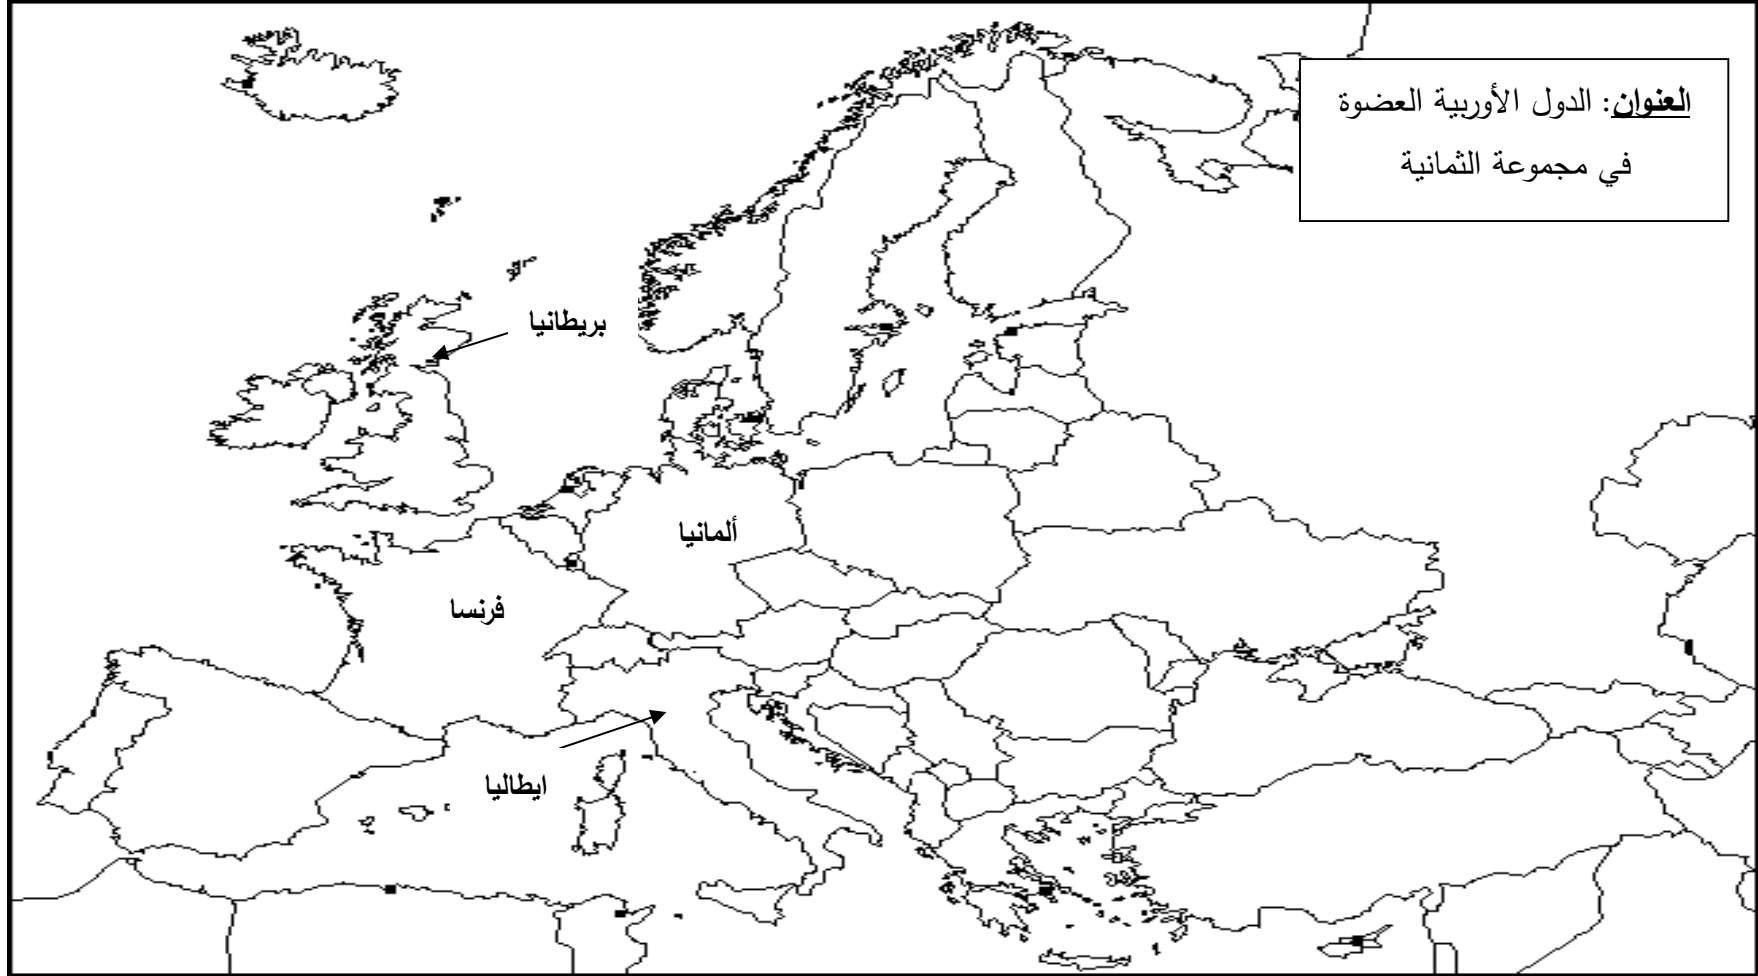 العنوان: الدول الأوربية العضوة
في مجموعة الثمانية
بريطانيا
ألمانيا
فرنسا
ايطاليا